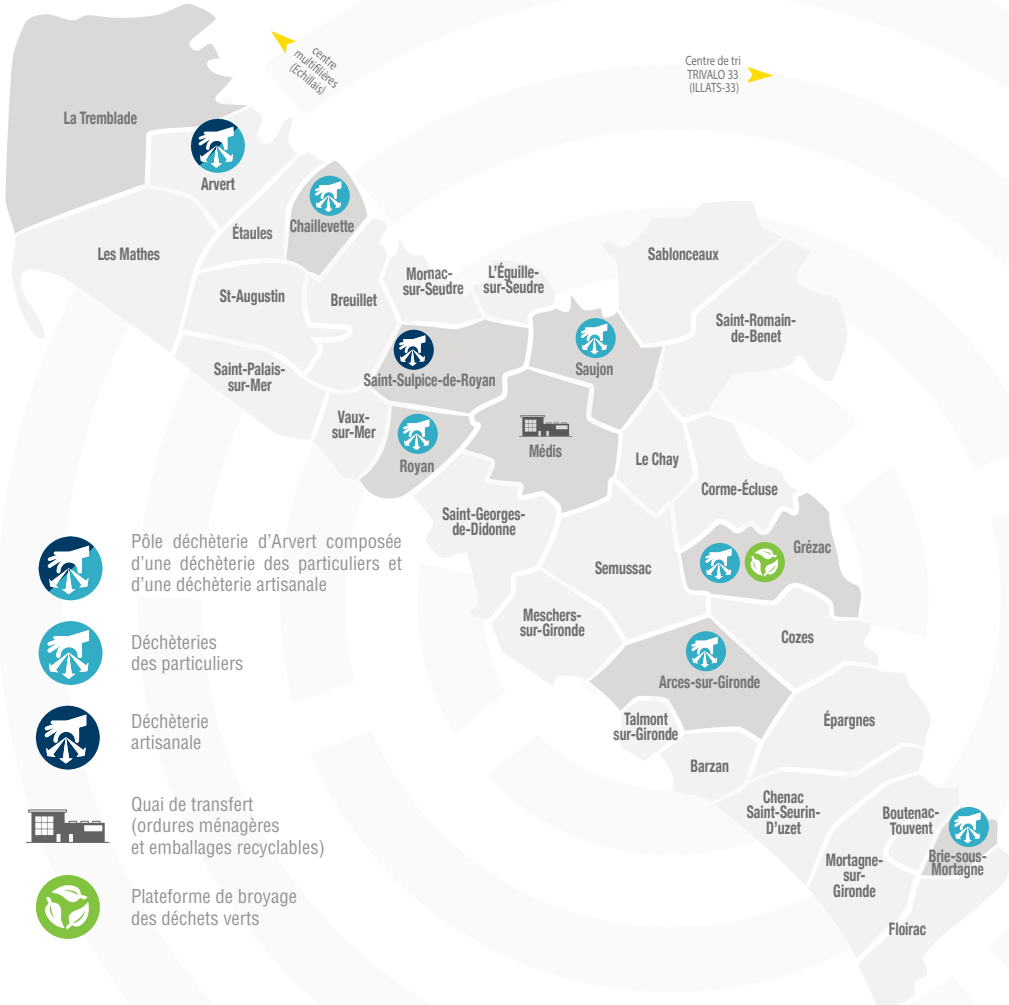 centre
multifilières
(Echillais)
Centre de tri
TRIVALO 33
(ILLATS-33)
La Tremblade
Arvert
Chaillevette
Étaules
Les Mathes
Mornac-
sur-Seudre
L'Éguille-
sur-Seudre
Sablonceaux
St-Augustin
Breuillet
Saint-Romain-
de-Benet
Saint-Palais-
sur-Mer
Saint-Sulpice-de-Royan
Saujon
Vaux-
sur-Mer
Royan
Médis
Le Chay
Corme-Écluse
Saint-Georges-
de-Didonne
Grézac
Semussac
Meschers-
sur-Gironde
Cozes
Arces-sur-Gironde
Talmont
sur-Gironde
Épargnes
Barzan
Chenac
Saint-Seurin-
D'uzet
Boutenac-
Touvent
Brie-sous-
Mortagne
Mortagne-
sur-
Gironde
Floirac
Pôle déchèterie d'Arvert composée
d'une déchèterie des particuliers et
d'une déchèterie artisanale
Déchèteries
des particuliers
Déchèterie
artisanale
Quai de transfert
(ordures ménagères
et emballages recyclables)
Plateforme de broyage
des déchets verts